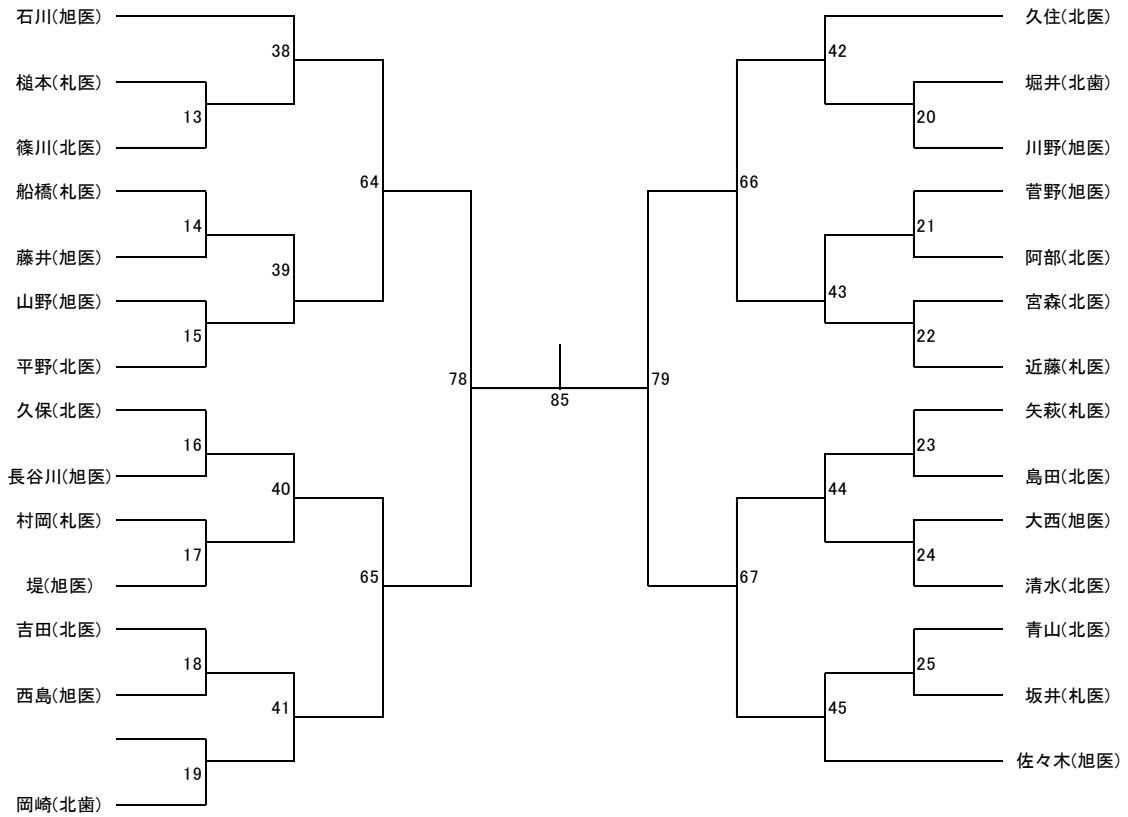 石川(旭医)
38
槌本(札医)
13
篠川(北医)
船橋(札医)
64
14
藤井(旭医)
39
山野(旭医)
15
平野(北医)
78
久保(北医)
16
長谷川(旭医)
40
村岡(札医)
17
堤(旭医)
65
吉田(北医)
18
西島(旭医)
41
19
岡崎(北歯)
85
久住(北医)
42
堀井(北歯)
20
川野(旭医)
菅野(旭医)
66
21
阿部(北医)
43
宮森(北医)
22
近藤(札医)
79
矢萩(札医)
23
島田(北医)
44
大西(旭医)
24
清水(北医)
67
青山(北医)
25
坂井(札医)
45
佐々木(旭医)